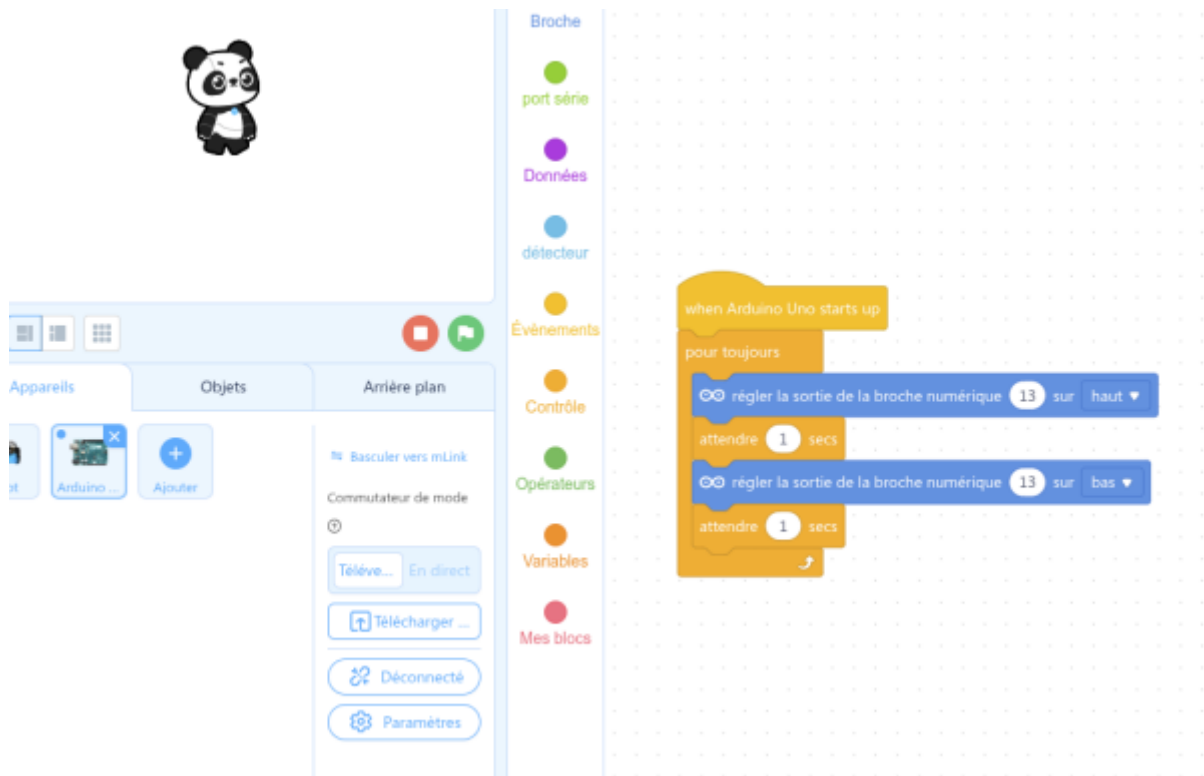 Broche
port série
Données
détecteur
Évènements
Contrôle
Opérateurs
Variables
Mes blocs
Appareils
Objets
Arrière plan
ot
Arduino ...
Ajouter
Basculer vers mLink
Commutateur de mode
Téléve...
En direct
Télécharger ...
Déconnecté
Paramètres
when Arduino Uno starts up
pour toujours
régler la sortie de la broche numérique 13 sur haut
attendre 1 secs
régler la sortie de la broche numérique 13 sur bas
attendre 1 secs